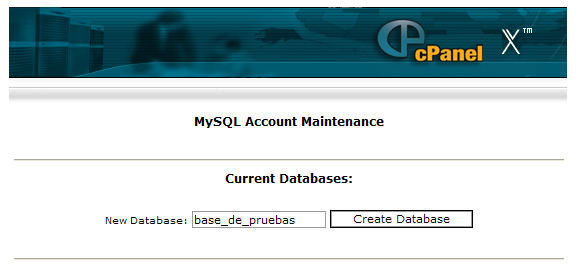 cPanel X™
MySQL Account Maintenance
Current Databases:
New Database: base_de_pruebas Create Database